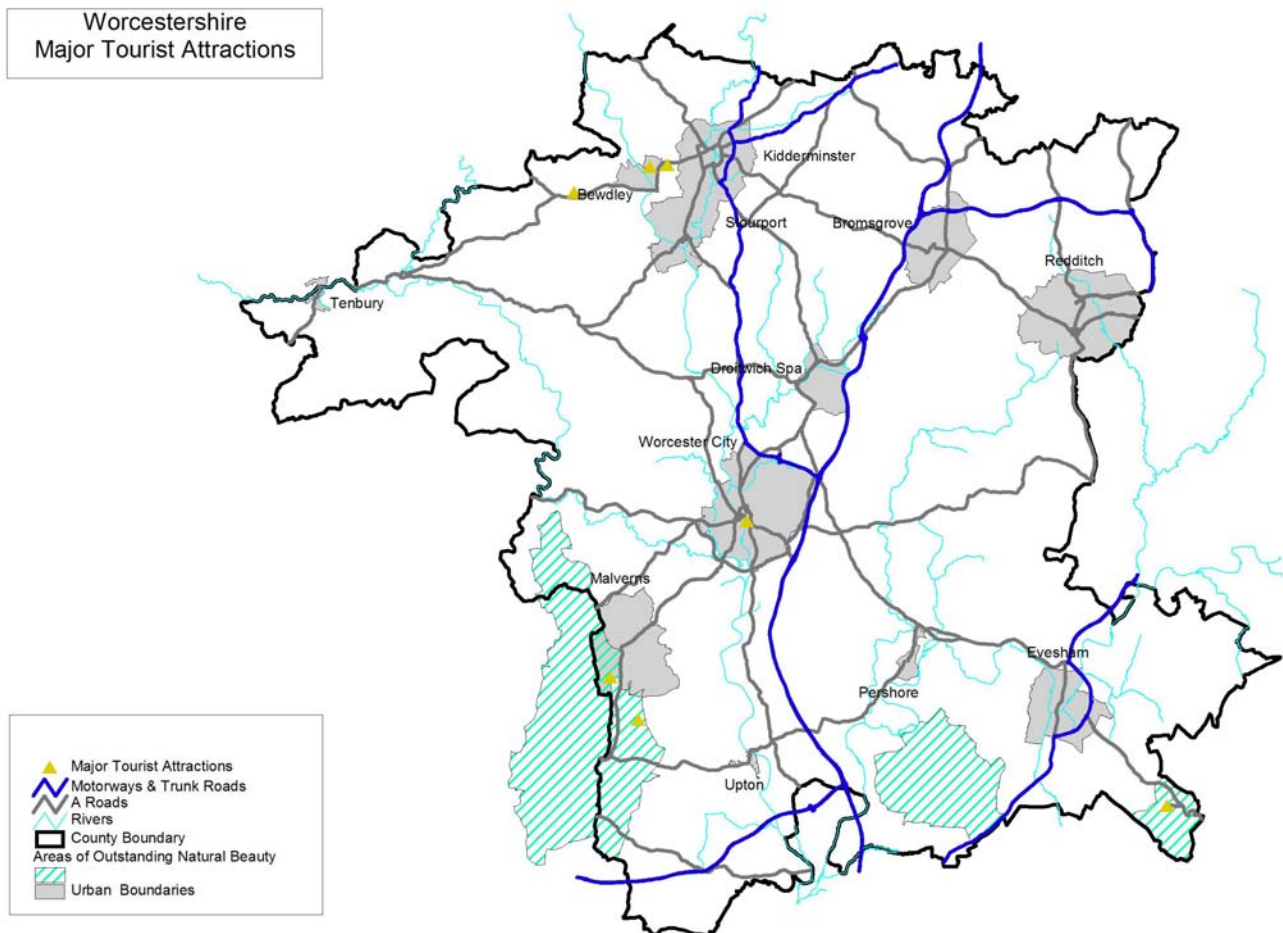 Worcestershire
Major Tourist Attractions
Kidderminster
Bewdley
Stourport
Bromsgrove
Redditch
Tenbury
Droitwich Spa
Worcester City
Malverns
Evesham
Pershore
Upton
Major Tourist Attractions
Motorways & Trunk Roads
A Roads
Rivers
County Boundary
Areas of Outstanding Natural Beauty
Urban Boundaries